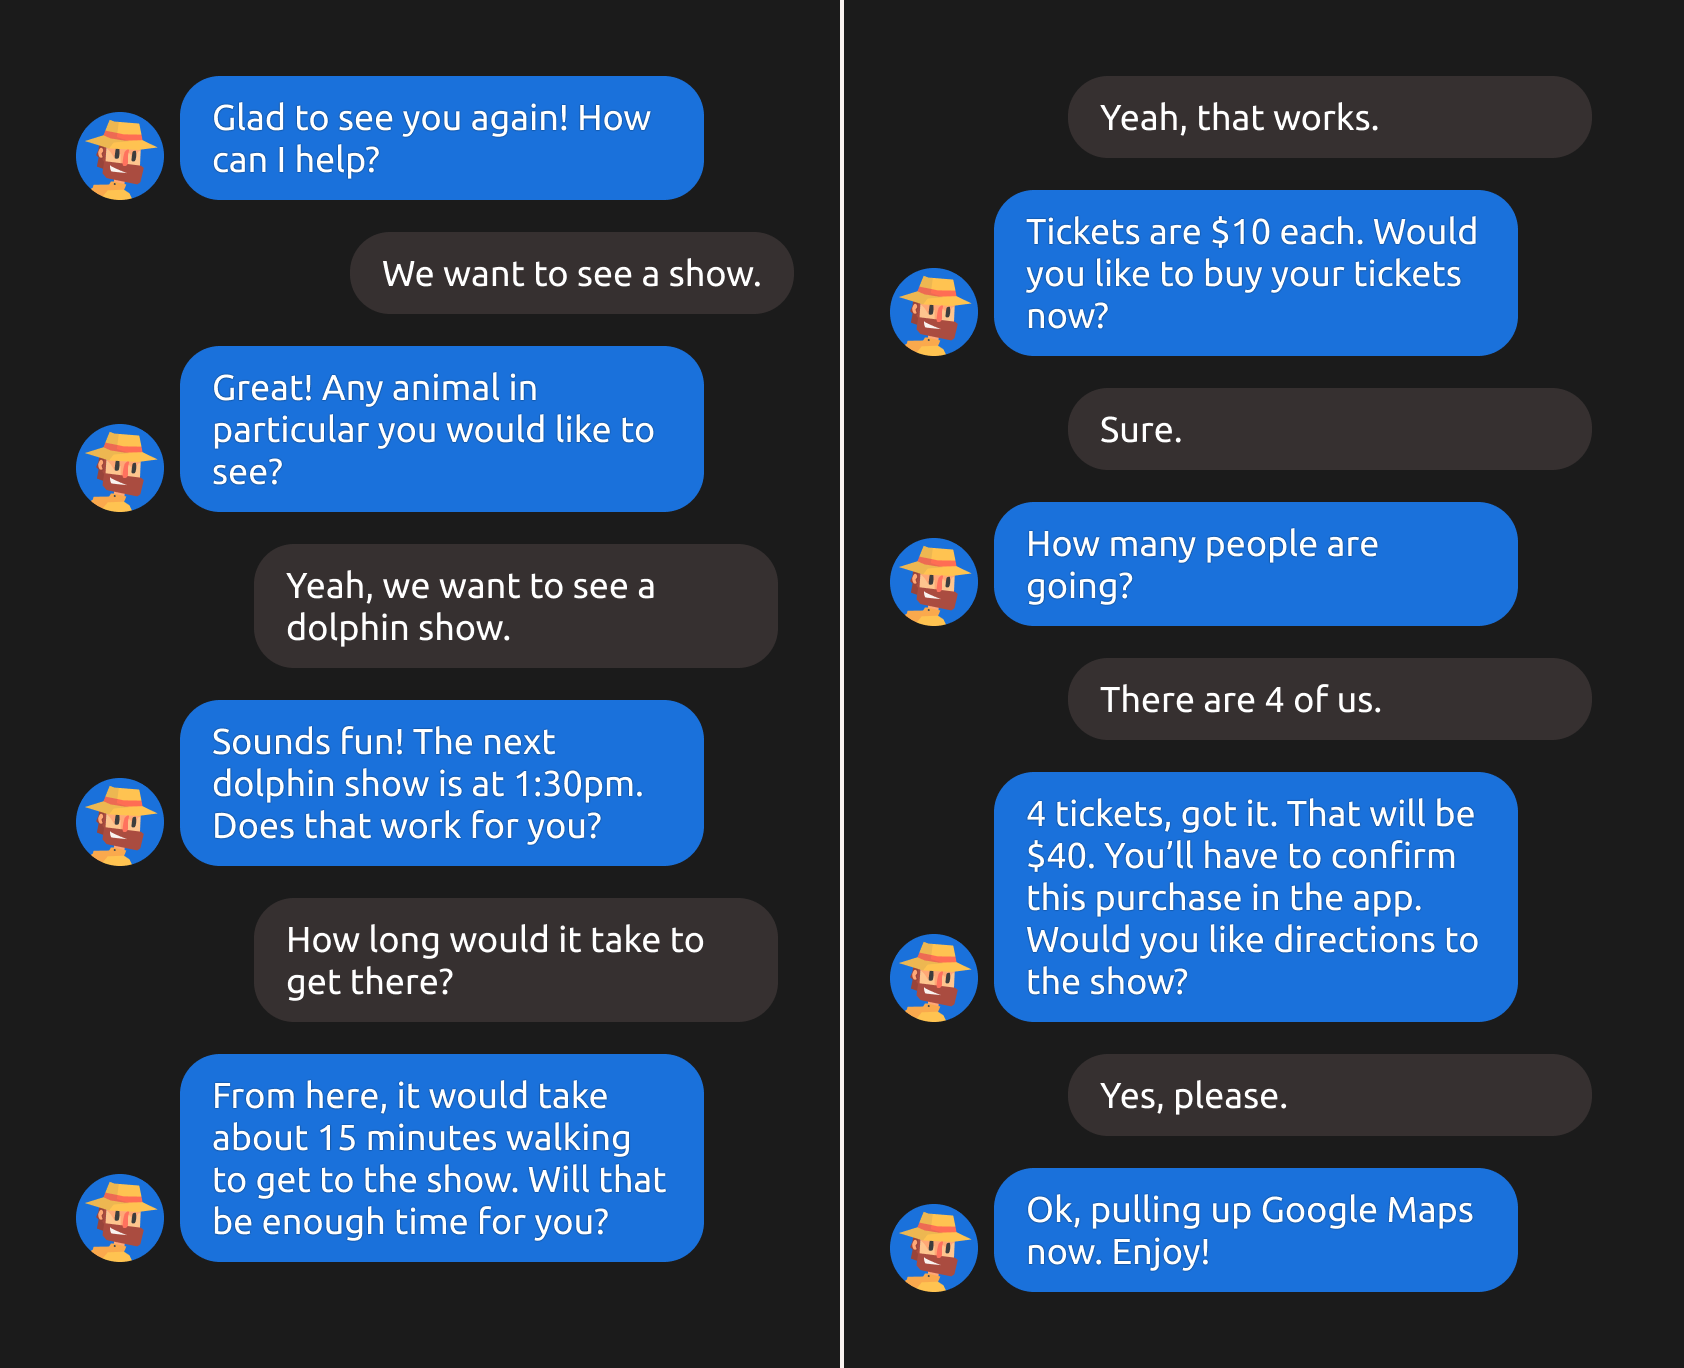 Glad to see you again! How
can I help?
We want to see a show.
Great! Any animal in
particular you would like to
see?
Yeah, we want to see a
dolphin show.
Sounds fun! The next
dolphin show is at 1:30pm.
Does that work for you?
How long would it take to
get there?
From here, it would take
about 15 minutes walking
to get to the show. Will that
be enough time for you?
Yeah, that works.
Tickets are $10 each. Would
you like to buy your tickets
now?
Sure.
How many people are
going?
There are 4 of us.
4 tickets, got it. That will be
$40. You’ll have to confirm
this purchase in the app.
Would you like directions to
the show?
Yes, please.
Ok, pulling up Google Maps
now. Enjoy!